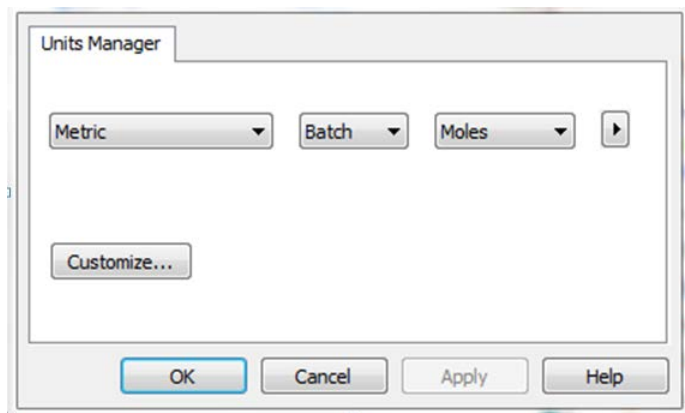 Units Manager
Metric Batch Moles
Customize...
OK Cancel Apply Help